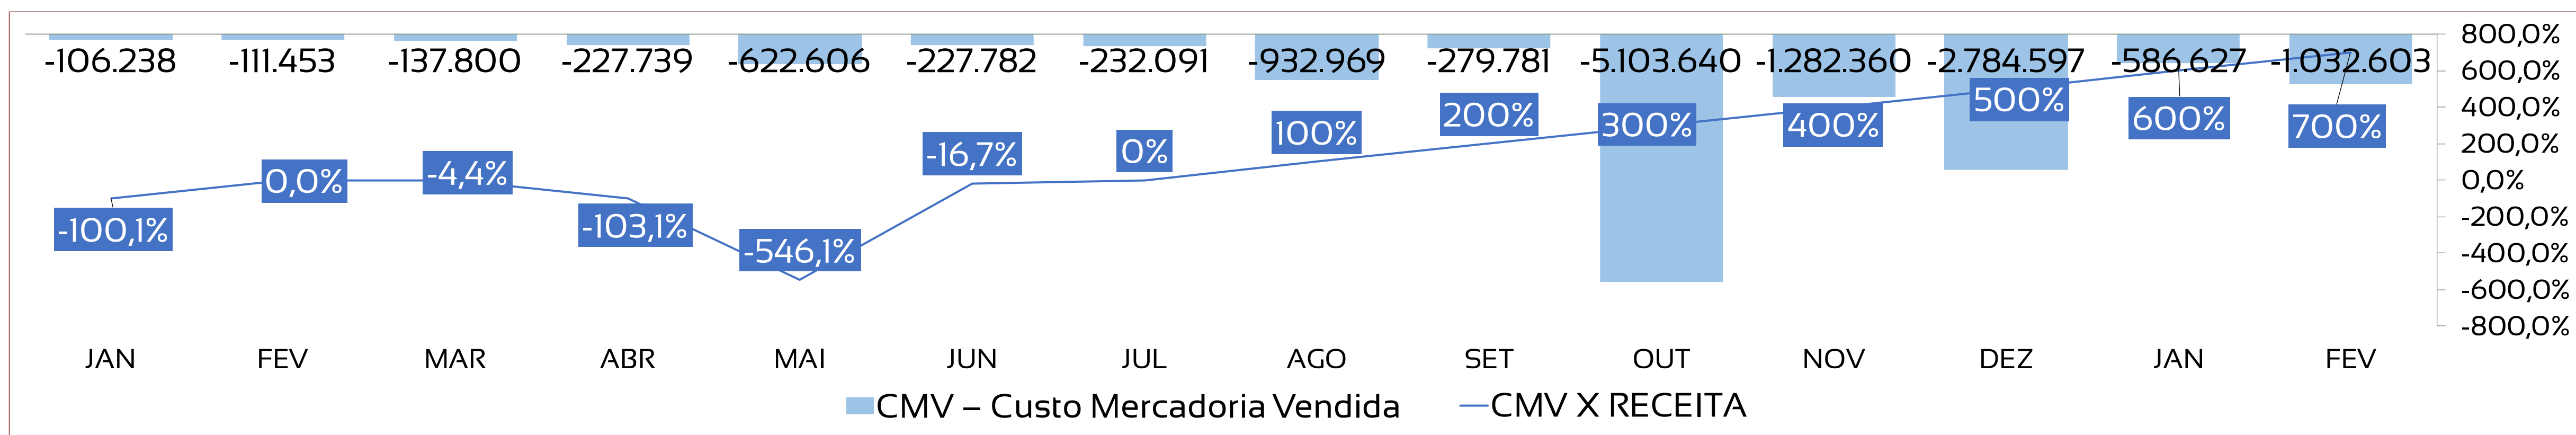 -106.238 -111.453 -137.800 -227.739 -622.606 -227.782 -232.091 -932.969 -279.781 -5.103.640 -1.282.360 -2.784.597 -586.627 -1.032.603
-100,1% 0,0% -4,4% -103,1% -546,1% -16,7% 0% 100% 200% 300% 400% 500% 600% 700%
800,0%
600,0%
400,0%
200,0%
0,0%
-200,0%
-400,0%
-600,0%
-800,0%
JAN FEV MAR ABR MAI JUN JUL AGO SET OUT NOV DEZ JAN FEV
CMV – Custo Mercadoria Vendida CMV X RECEITA